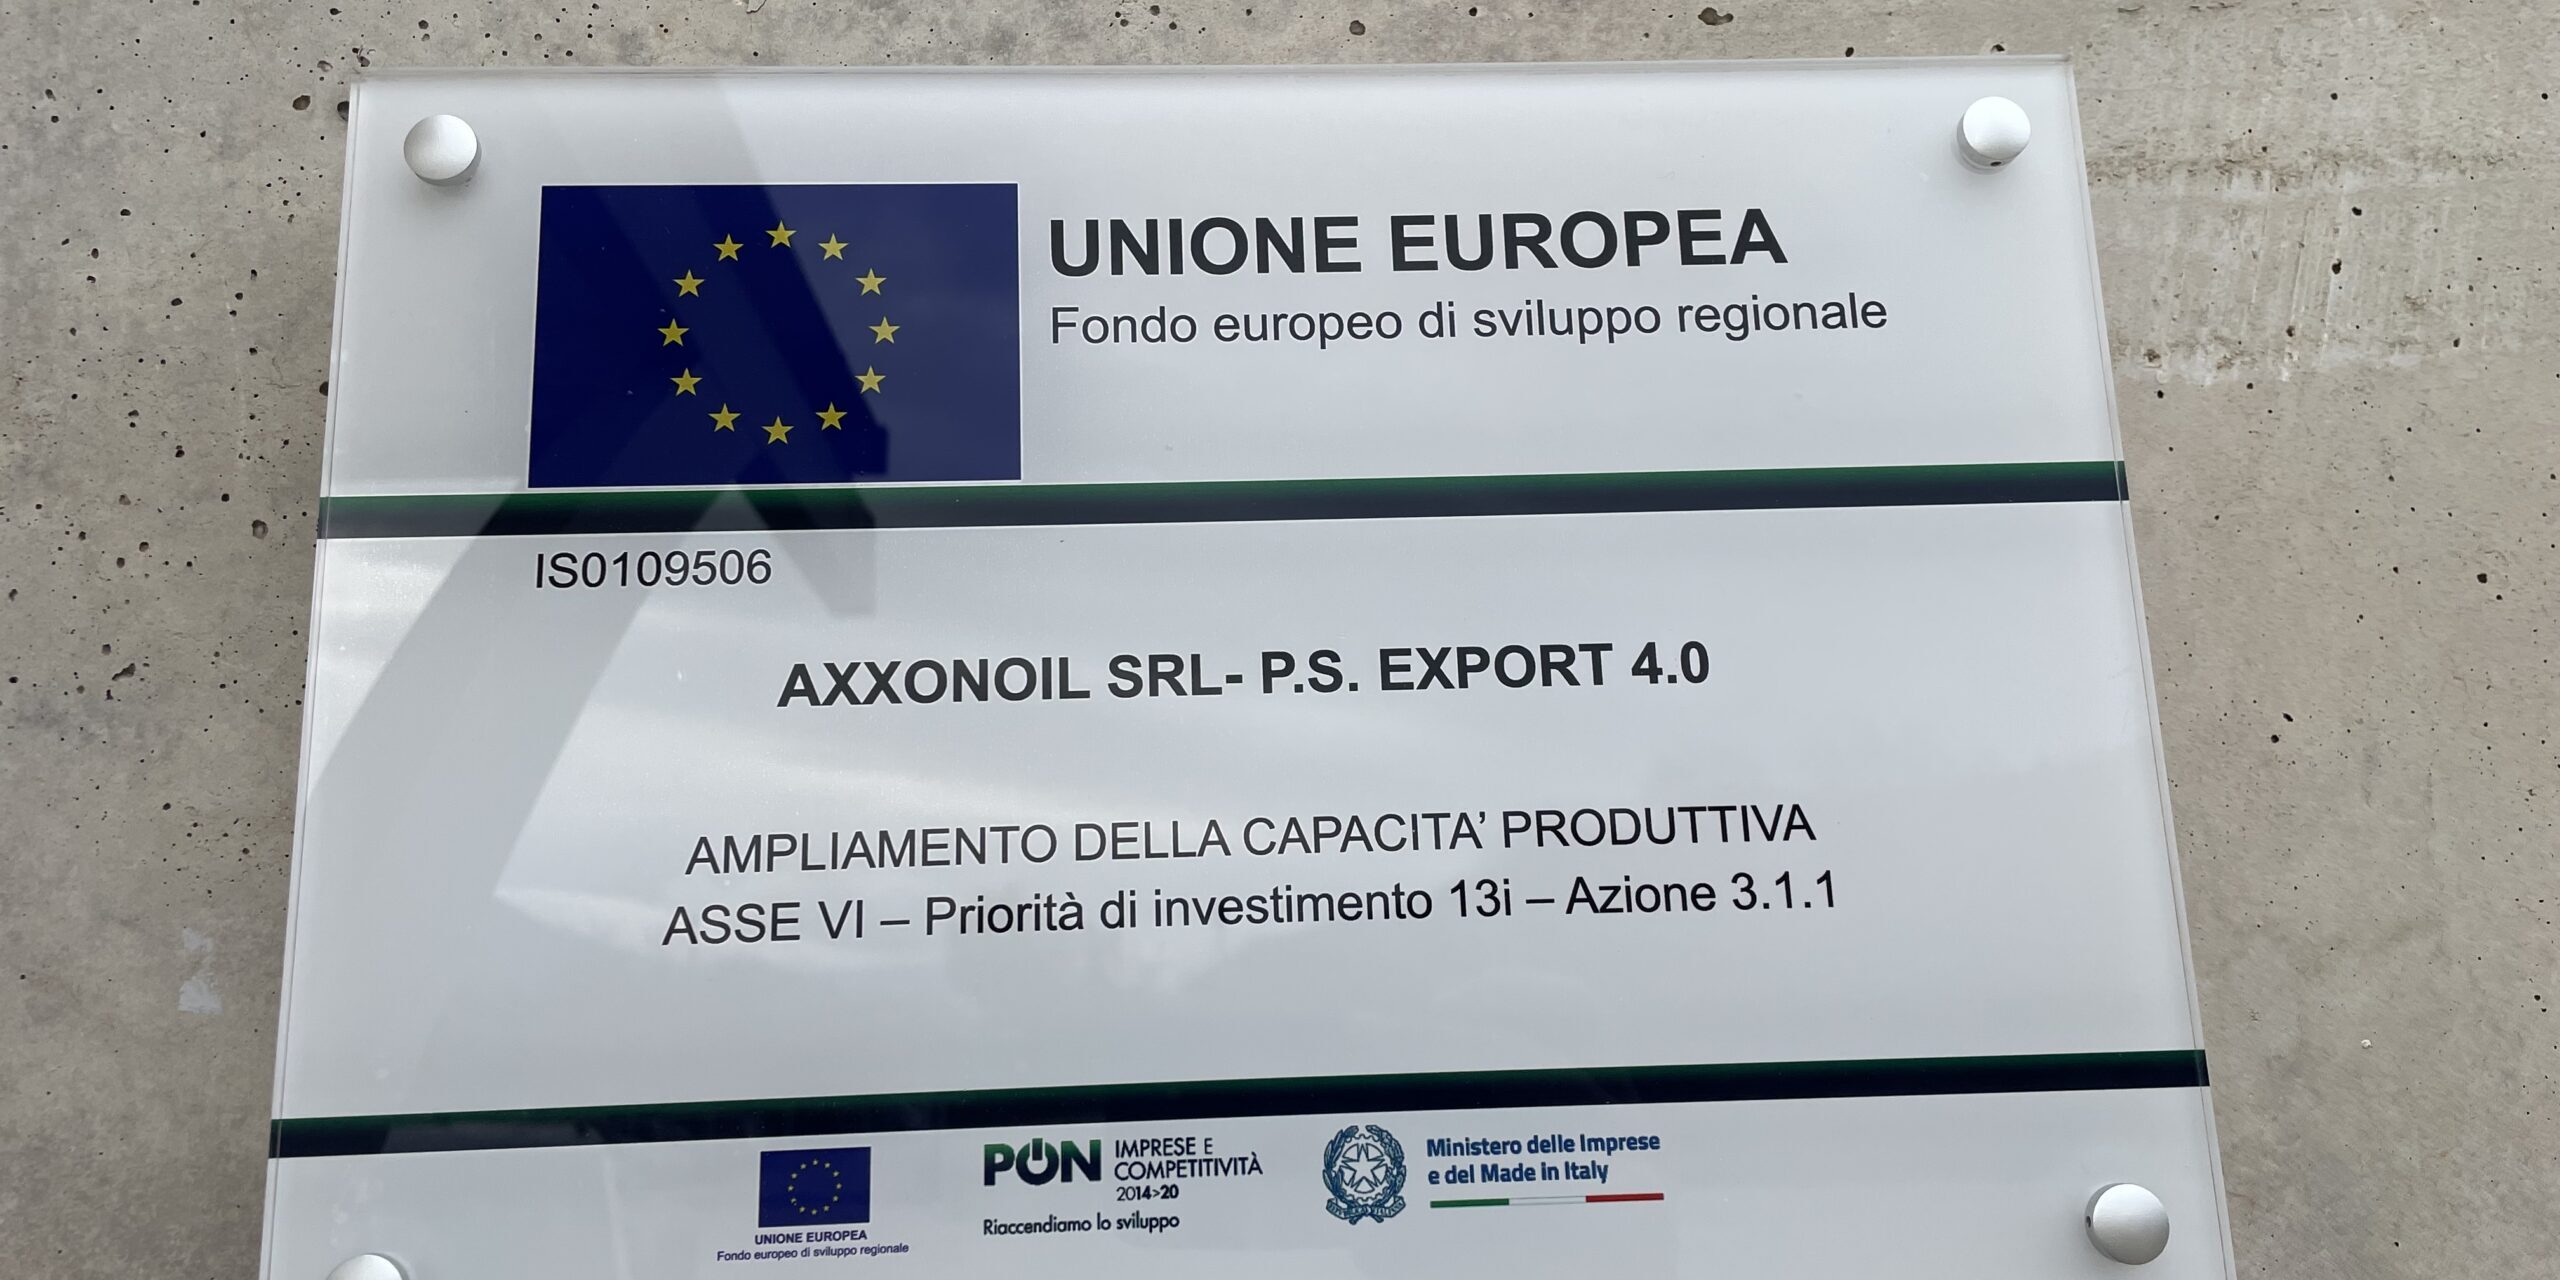 UNIONE EUROPEA
Fondo europeo di sviluppo regionale
IS0109506
AXXONOIL SRL- P.S. EXPORT 4.0
AMPLIAMENTO DELLA CAPACITA' PRODUTTIVA
ASSE VI – Priorità di investimento 13i – Azione 3.1.1
UNIONE EUROPEA
Fondo europeo di sviluppo regionale
PON IMPRESE E
COMPETITIVITÀ
2014>20
Riaccendiamo lo sviluppo
Ministero delle Imprese
e del Made in Italy